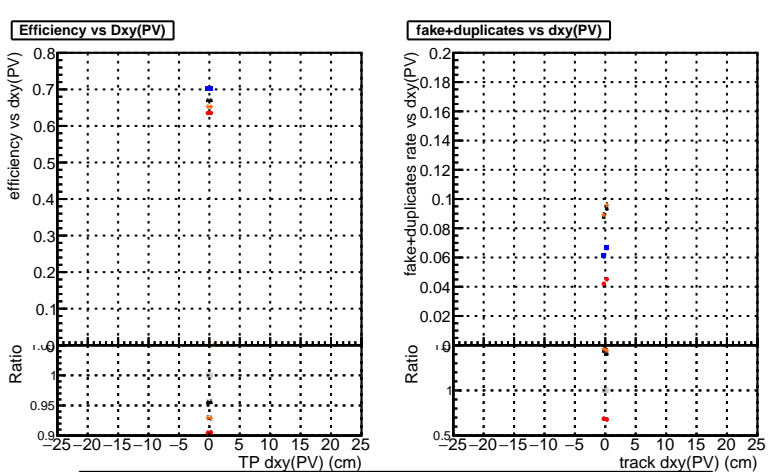 Efficiency vs Dxy(PV)
efficiency vs dxy(PV)
0.8
0.7
0.6
0.5
0.4
0.3
0.2
0.1
Ratio
1
0.95
0.9
−25 −20 −15 −10 −5 0 5 10 15 20 25
TP dxy(PV) (cm)
fake+duplicates vs dxy(PV)
fake+duplicates rate vs dxy(PV)
0.2
0.18
0.16
0.14
0.12
0.1
0.08
0.06
0.04
0.02
Ratio
1
0.5
−25 −20 −15 −10 −5 0 5 10 15 20 25
track dxy(PV) (cm)